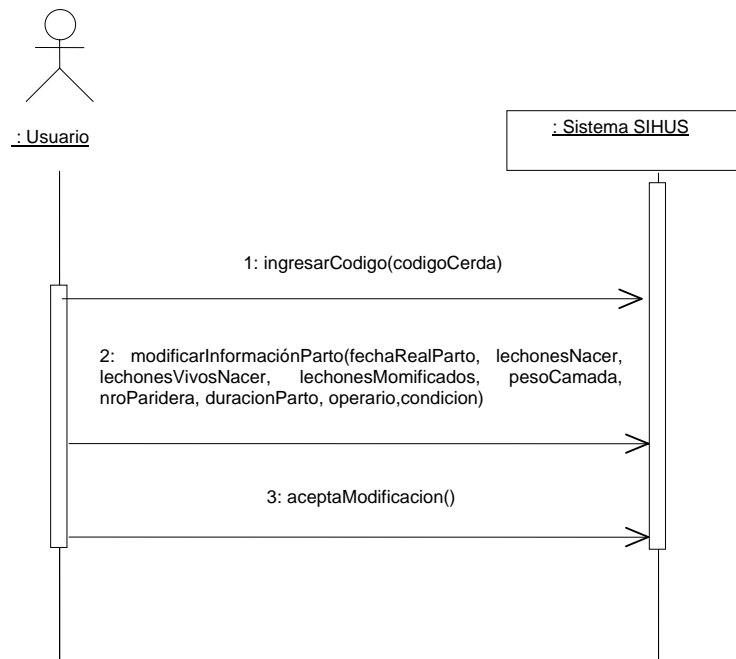 : Usuario
: Sistema SIHUS
1: ingresarCodigo(codigoCerda)
2: modificarInformaciónParto(fechaRealParto, lechonesNacer,
lechonesVivosNacer, lechonesMomificados, pesoCamada,
nroParidera, duracionParto, operario,condicion)
3: aceptaModificacion()